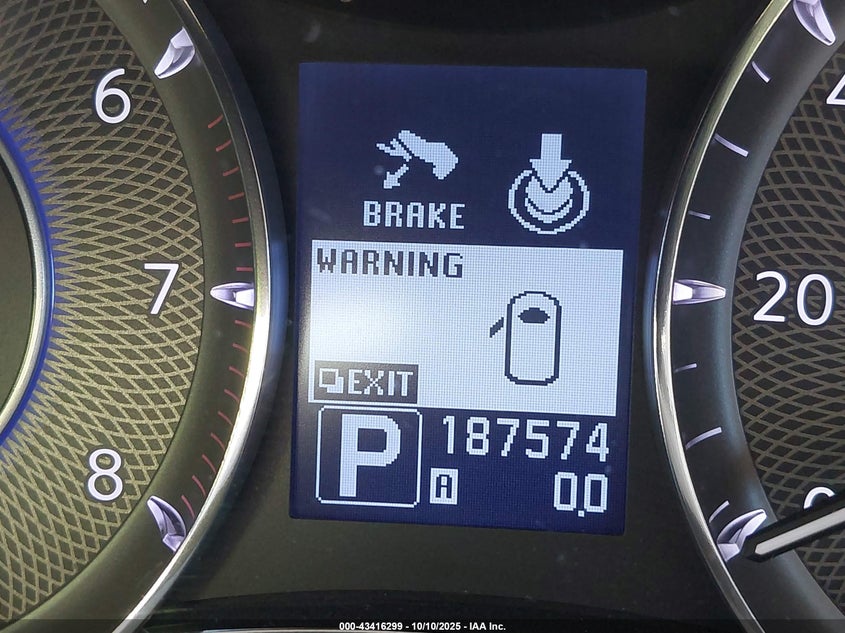 6
7
8
BRAKE
WARNING
EXIT
P
187574
A
0.0
20
000-43416299 - 10/10/2025 - IAA Inc.